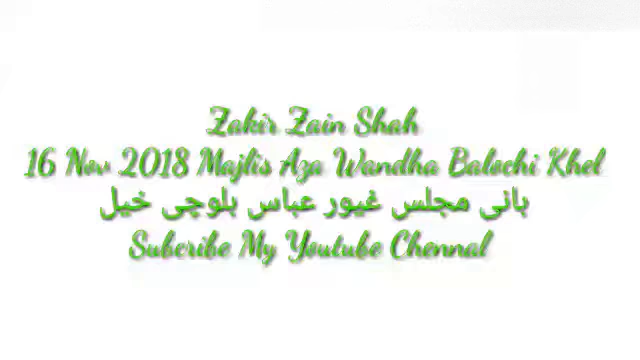 Zakir Zain Shah
16 Nov 2018 Majlis Aza Wandha Balochi Khel
بانی مجلس غیور عباس بلوچی خیل
Subcribe My Youtube Chennal